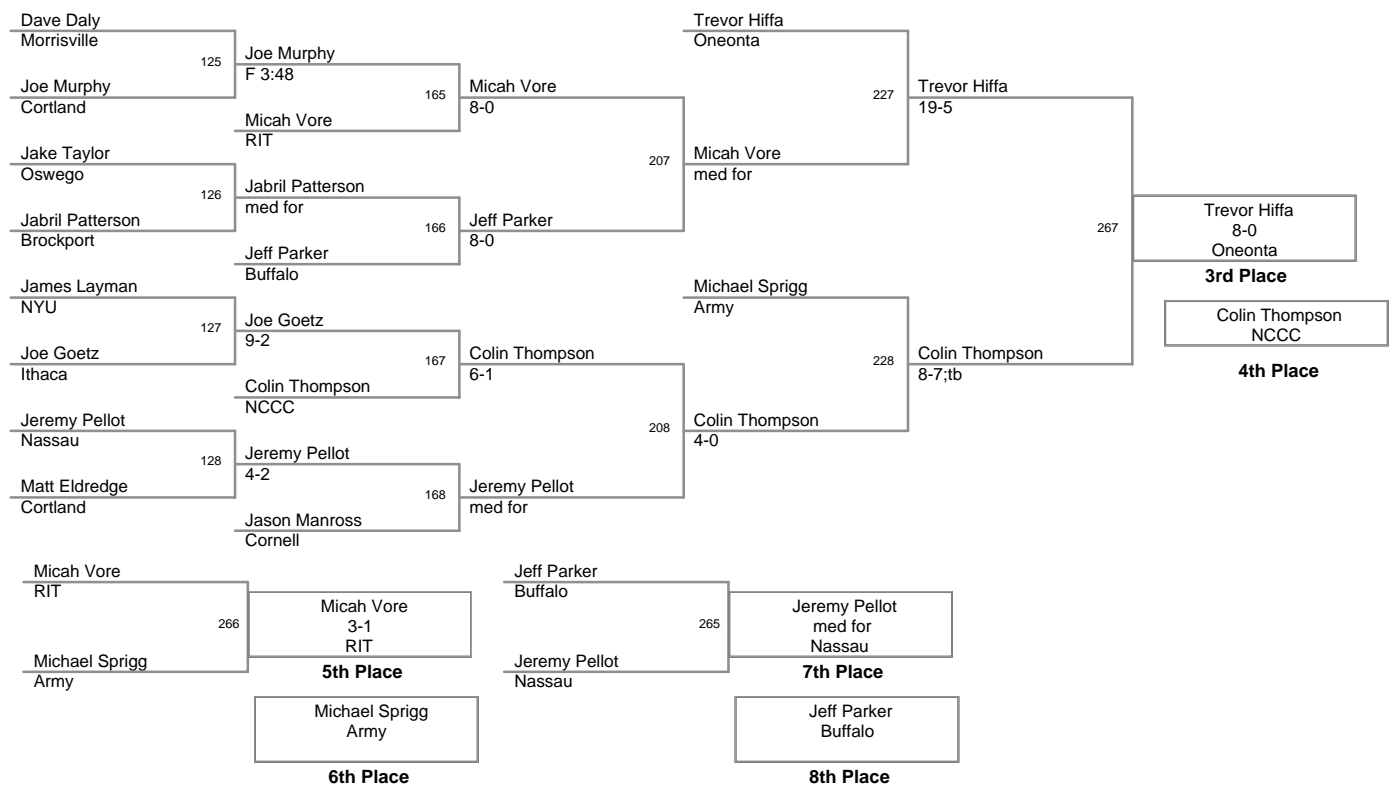 Dave Daly
Morrisville
125
Joe Murphy
Cortland
Joe Murphy
F 3:48
165
Micah Vore
RIT
Jake Taylor
Oswego
126
Jabril Patterson
Brockport
Jabril Patterson
med for
166
Jeff Parker
Buffalo
James Layman
NYU
127
Joe Goetz
Ithaca
Joe Goetz
9-2
167
Colin Thompson
NCCC
Jeremy Pellot
Nassau
128
Matt Eldredge
Cortland
Jeremy Pellot
4-2
168
Jason Manross
Cornell
Micah Vore
8-0
207
Jeff Parker
8-0
Colin Thompson
6-1
208
Jeremy Pellot
med for
Trevor Hiffa
Oneonta
227
Micah Vore
med for
Michael Sprigg
Army
228
Colin Thompson
4-0
Trevor Hiffa
19-5
267
Colin Thompson
8-7;tb
Trevor Hiffa
8-0
Oneonta
3rd Place
Colin Thompson
NCCC
4th Place
Micah Vore
RIT
266
Michael Sprigg
Army
Micah Vore
3-1
RIT
5th Place
Michael Sprigg
Army
6th Place
Jeff Parker
Buffalo
265
Jeremy Pellot
Nassau
Jeremy Pellot
med for
Nassau
7th Place
Jeff Parker
Buffalo
8th Place